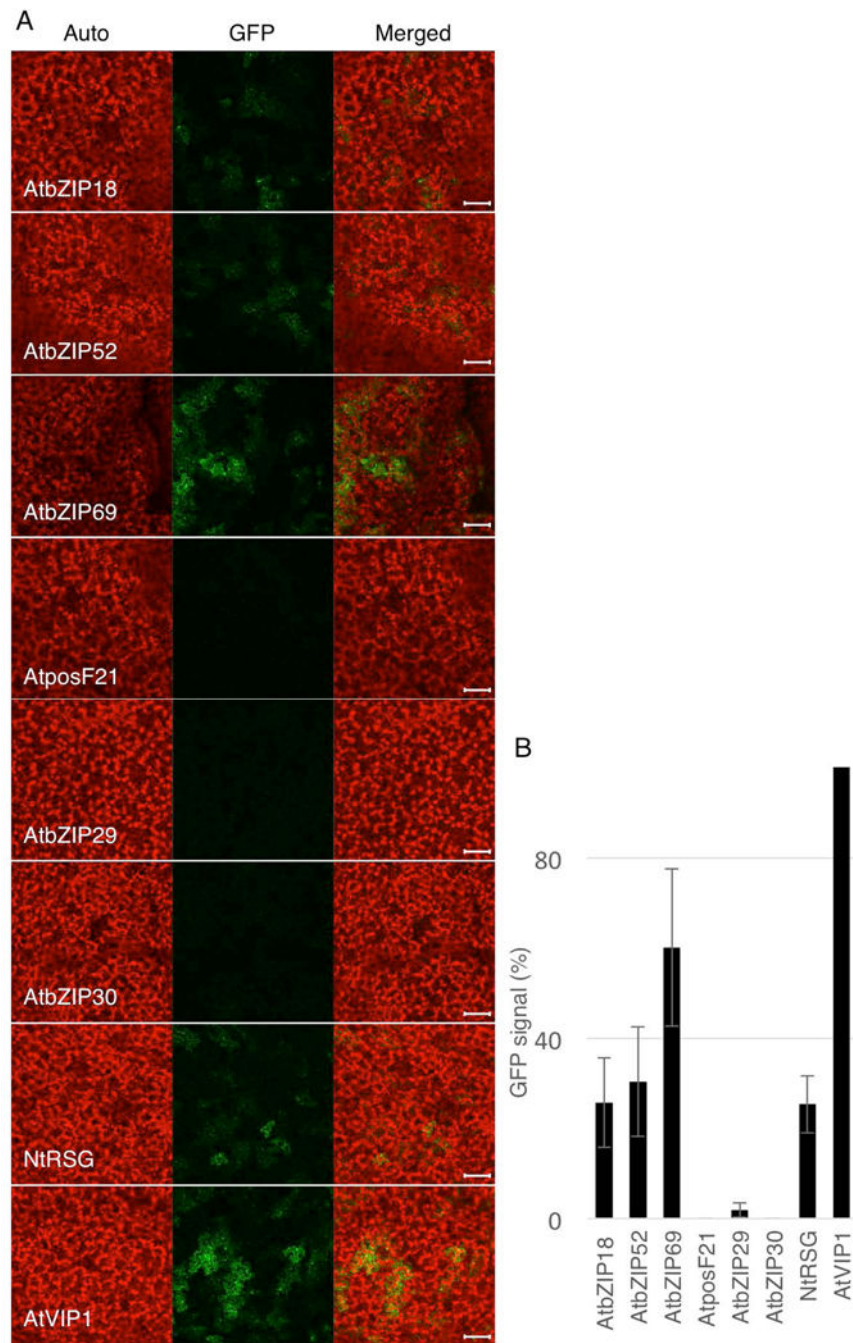 A
Auto GFP Merged
AtbZIP18
AtbZIP52
AtbZIP69
AtposF21
AtbZIP29
AtbZIP30
NtRSG
AtVIP1
B
GFP signal (%)
80
40
0
AtbZIP18
AtbZIP52
AtbZIP69
AtposF21
AtbZIP29
AtbZIP30
NtRSG
AtVIP1